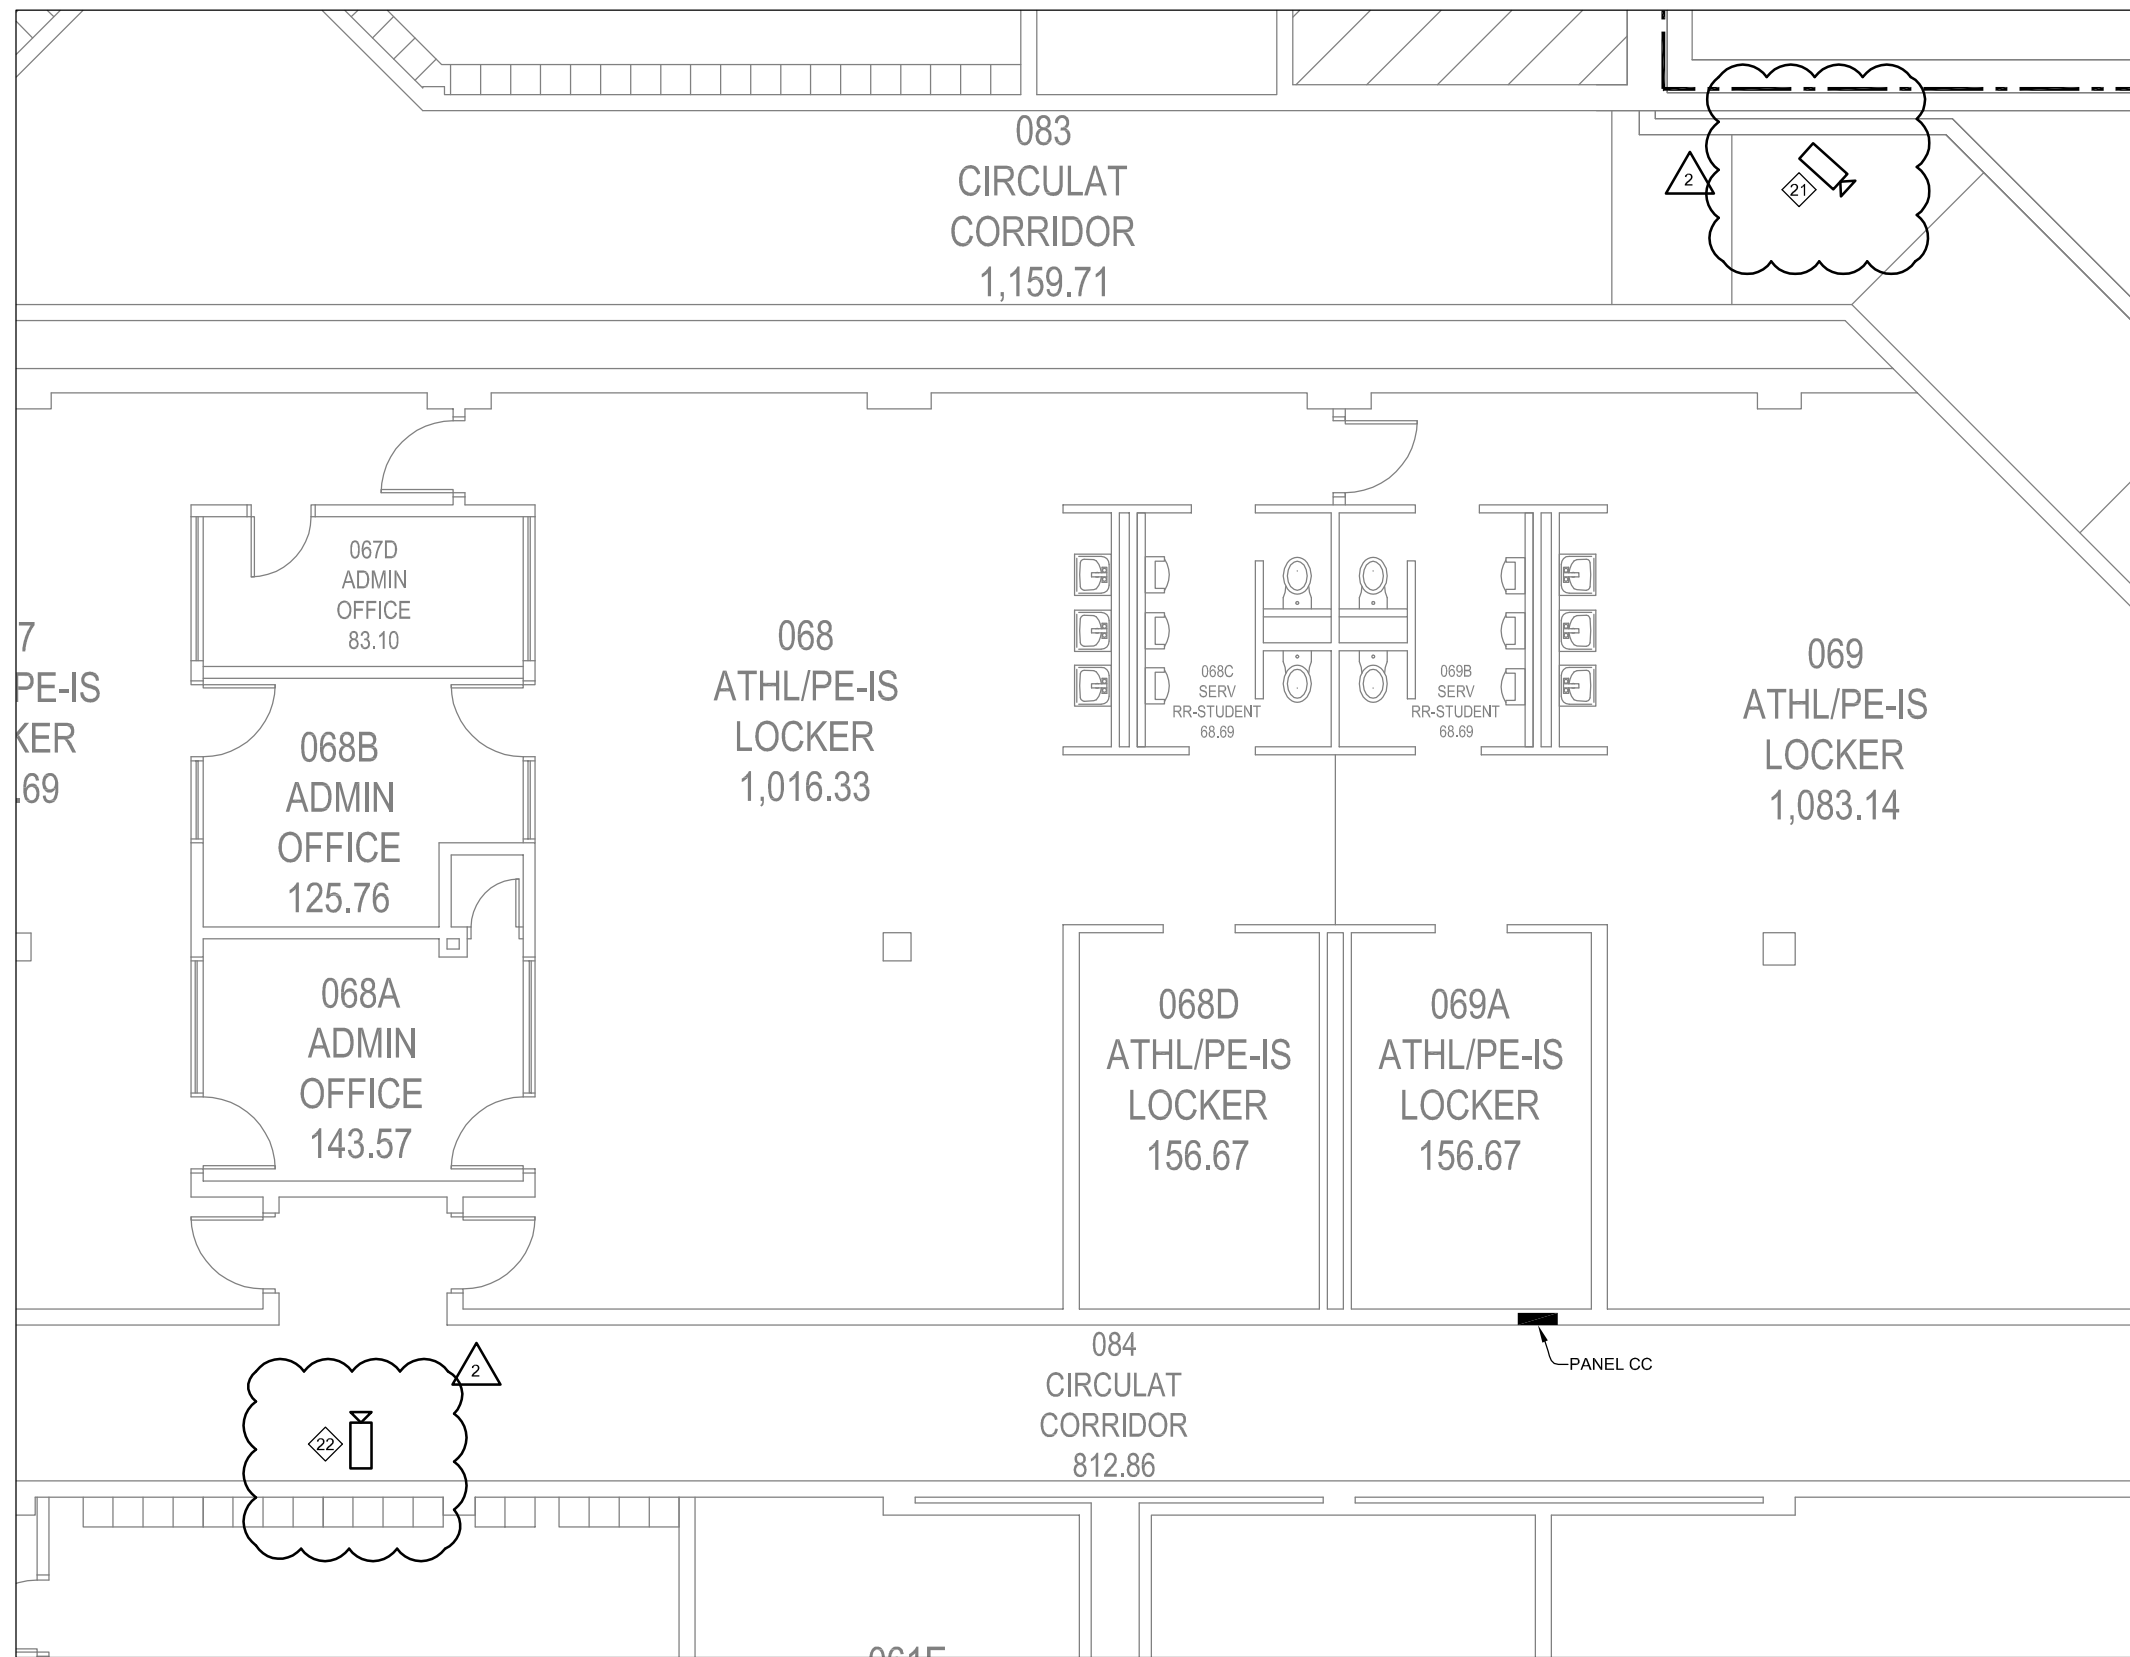 083
CIRCULAT
CORRIDOR
1,159.71
2
21
067D
ADMIN
OFFICE
83.10
7
PE-IS
KER
.69
068
ATHL/PE-IS
LOCKER
1,016.33
068C
SERV
RR-STUDENT
68.69
069B
SERV
RR-STUDENT
68.69
069
ATHL/PE-IS
LOCKER
1,083.14
068B
ADMIN
OFFICE
125.76
068A
ADMIN
OFFICE
143.57
068D
ATHL/PE-IS
LOCKER
156.67
069A
ATHL/PE-IS
LOCKER
156.67
084
CIRCULAT
CORRIDOR
812.86
PANEL CC
2
22